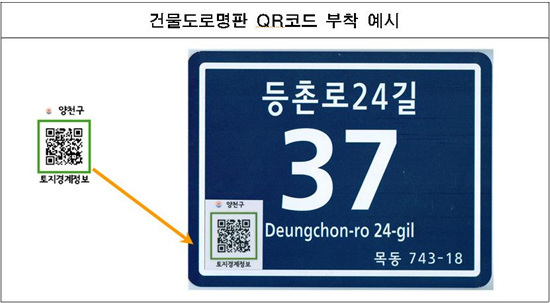 건물도로명판 QR코드 부착 예시
양천구
토지경계정보
등촌로24길
37
양천구
토지경계정보
Deungchon-ro 24-gil
목동 743-18